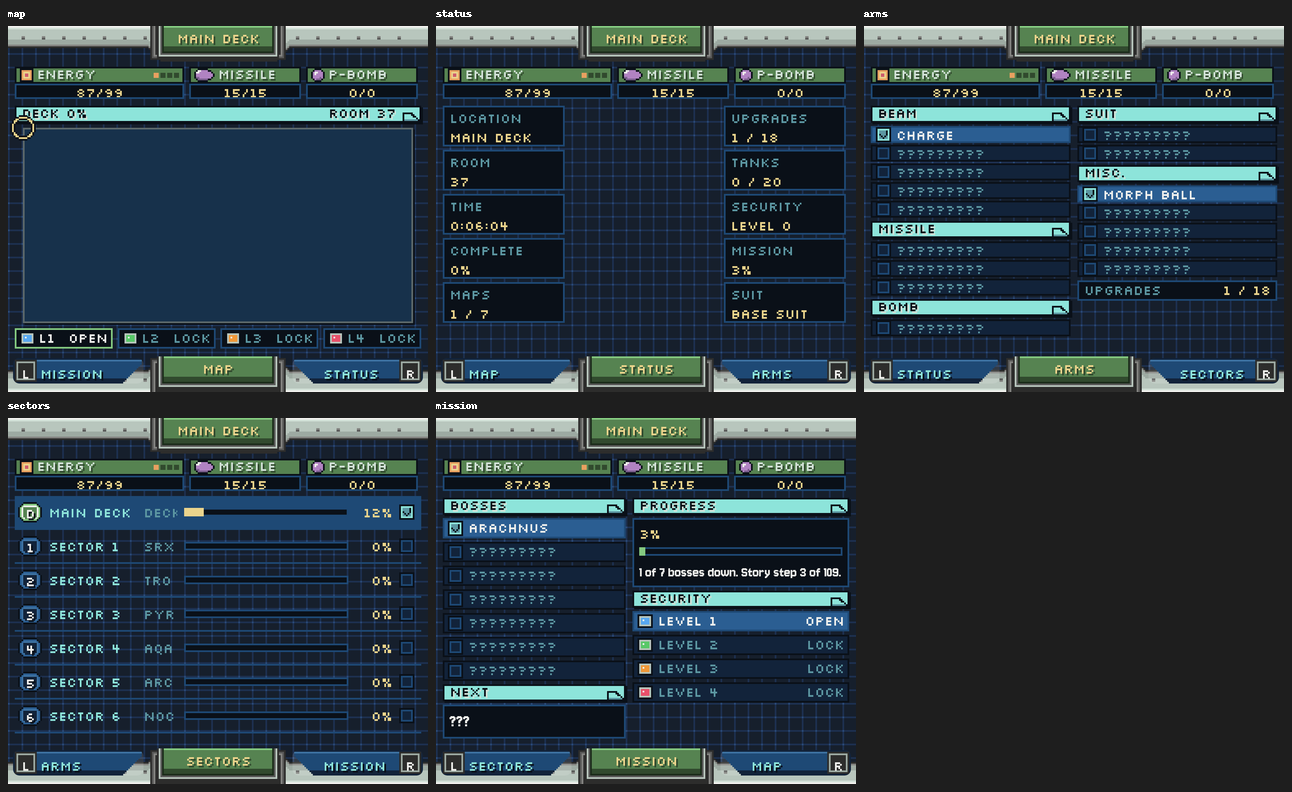 map
MAIN DECK
ENERGY MISSILE P-BOMB
87/99 15/15 0/0
DECK 0% ROOM 37
L1 OPEN L2 LOCK L3 LOCK L4 LOCK
L MISSION MAP STATUS R
status
MAIN DECK
ENERGY MISSILE P-BOMB
87/99 15/15 0/0
LOCATION
MAIN DECK
ROOM
37
TIME
0:06:04
COMPLETE
0%
MAPS
1 / 7
UPGRADES
1 / 18
TANKS
0 / 20
SECURITY
LEVEL 0
MISSION
3%
SUIT
BASE SUIT
L MAP STATUS ARMS R
arms
MAIN DECK
ENERGY MISSILE P-BOMB
87/99 15/15 0/0
BEAM
CHARGE
?????????
?????????
?????????
?????????
MISSILE
?????????
?????????
?????????
BOMB
?????????
SUIT
?????????
?????????
MISC.
MORPH BALL
?????????
?????????
?????????
?????????
UPGRADES 1 / 18
L STATUS ARMS SECTORS R
sectors
MAIN DECK
ENERGY MISSILE P-BOMB
87/99 15/15 0/0
D MAIN DECK DECK 12%
1 SECTOR 1 SRX 0%
2 SECTOR 2 TRO 0%
3 SECTOR 3 PYR 0%
4 SECTOR 4 AQA 0%
5 SECTOR 5 ARC 0%
6 SECTOR 6 NOC 0%
L ARMS SECTORS MISSION R
mission
MAIN DECK
ENERGY MISSILE P-BOMB
87/99 15/15 0/0
BOSSES
ARACHNUS
?????????
?????????
?????????
?????????
?????????
?????????
NEXT
???
PROGRESS
3%
1 of 7 bosses down. Story step 3 of 109.
SECURITY
LEVEL 1 OPEN
LEVEL 2 LOCK
LEVEL 3 LOCK
LEVEL 4 LOCK
L SECTORS MISSION MAP R